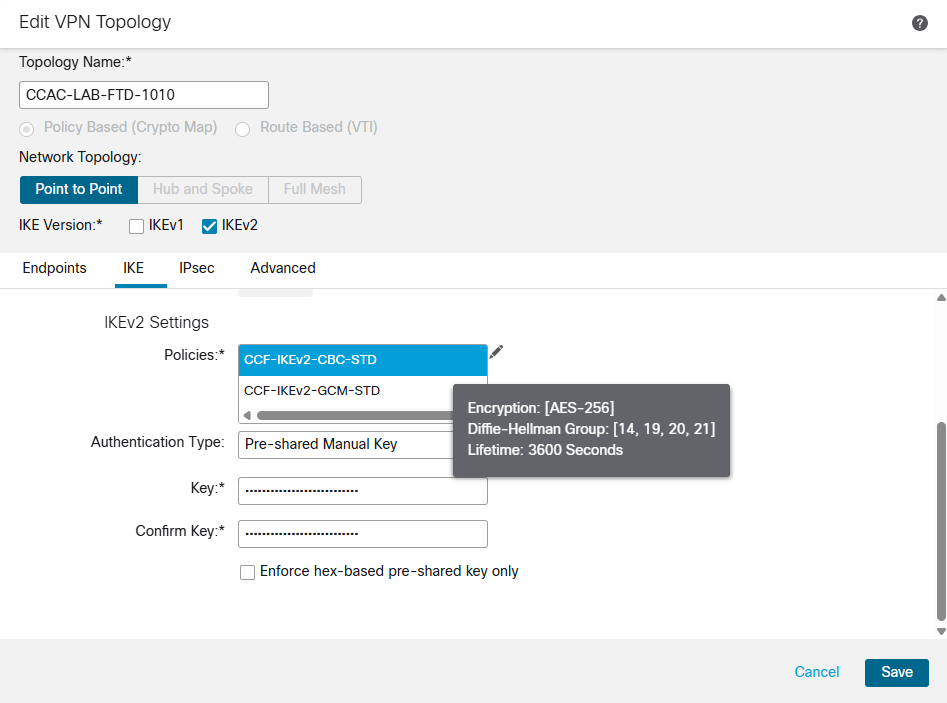 Edit VPN Topology
?
Topology Name:*
CCAC-LAB-FTD-1010
Policy Based (Crypto Map) Route Based (VTI)
Network Topology:
Point to Point Hub and Spoke Full Mesh
IKE Version:* IKEv1 IKEv2
Endpoints IKE IPsec Advanced
IKEv2 Settings
Policies:* CCF-IKEv2-CBC-STD
CCF-IKEv2-GCM-STD
Encryption: [AES-256]
Diffie-Hellman Group: [14, 19, 20, 21]
Lifetime: 3600 Seconds
Authentication Type: Pre-shared Manual Key
Key:*
Confirm Key:*
Enforce hex-based pre-shared key only
Cancel Save